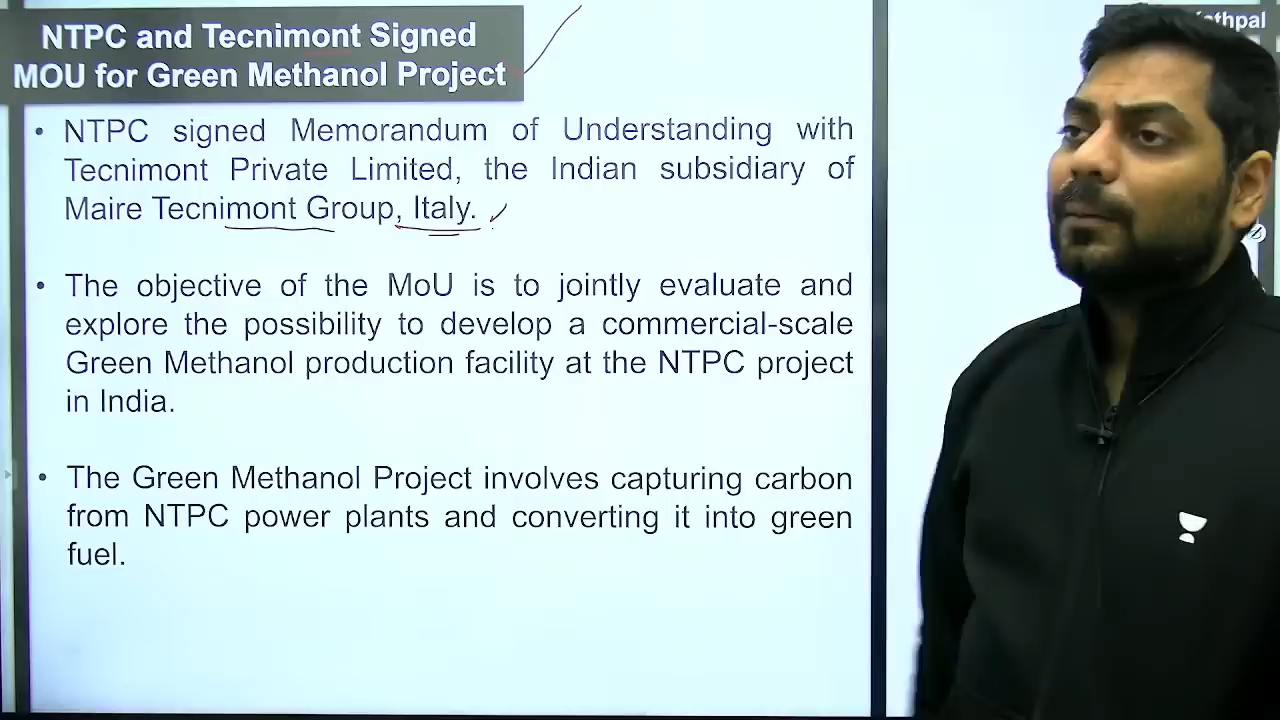 NTPC and Tecnimont Signed
MOU for Green Methanol Project
• NTPC signed Memorandum of Understanding with
Tecnimont Private Limited, the Indian subsidiary of
Maire Tecnimont Group, Italy.
• The objective of the MoU is to jointly evaluate and
explore the possibility to develop a commercial-scale
Green Methanol production facility at the NTPC project
in India.
• The Green Methanol Project involves capturing carbon
from NTPC power plants and converting it into green
fuel.